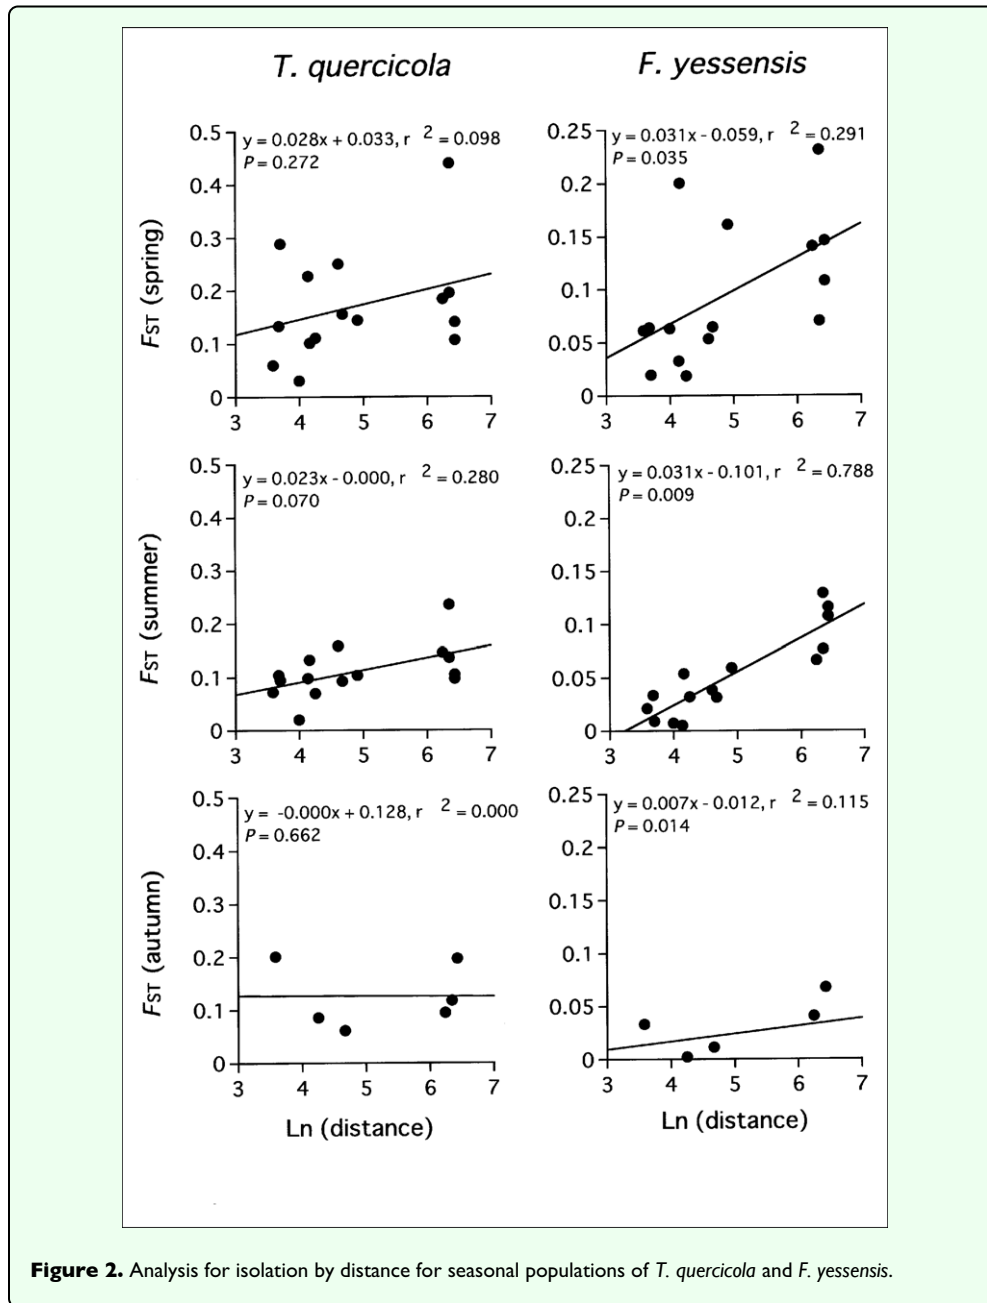 T. quercicola
F. yessensis
y = 0.028x + 0.033, r 2 = 0.098
P = 0.272
0.5
0.4
0.3
0.2
0.1
0
3 4 5 6 7
FST (spring)
y = 0.031x - 0.059, r 2 = 0.291
P = 0.035
0.25
0.2
0.15
0.1
0.05
0
3 4 5 6 7
y = 0.023x - 0.000, r 2 = 0.280
P = 0.070
0.5
0.4
0.3
0.2
0.1
0
3 4 5 6 7
FST (summer)
y = 0.031x - 0.101, r 2 = 0.788
P = 0.009
0.25
0.2
0.15
0.1
0.05
0
3 4 5 6 7
y = -0.000x + 0.128, r 2 = 0.000
P = 0.662
0.5
0.4
0.3
0.2
0.1
0
3 4 5 6 7
FST (autumn)
Ln (distance)
y = 0.007x - 0.012, r 2 = 0.115
P = 0.014
0.25
0.2
0.15
0.1
0.05
0
3 4 5 6 7
Ln (distance)
Figure 2. Analysis for isolation by distance for seasonal populations of T. quercicola and F. yessensis.